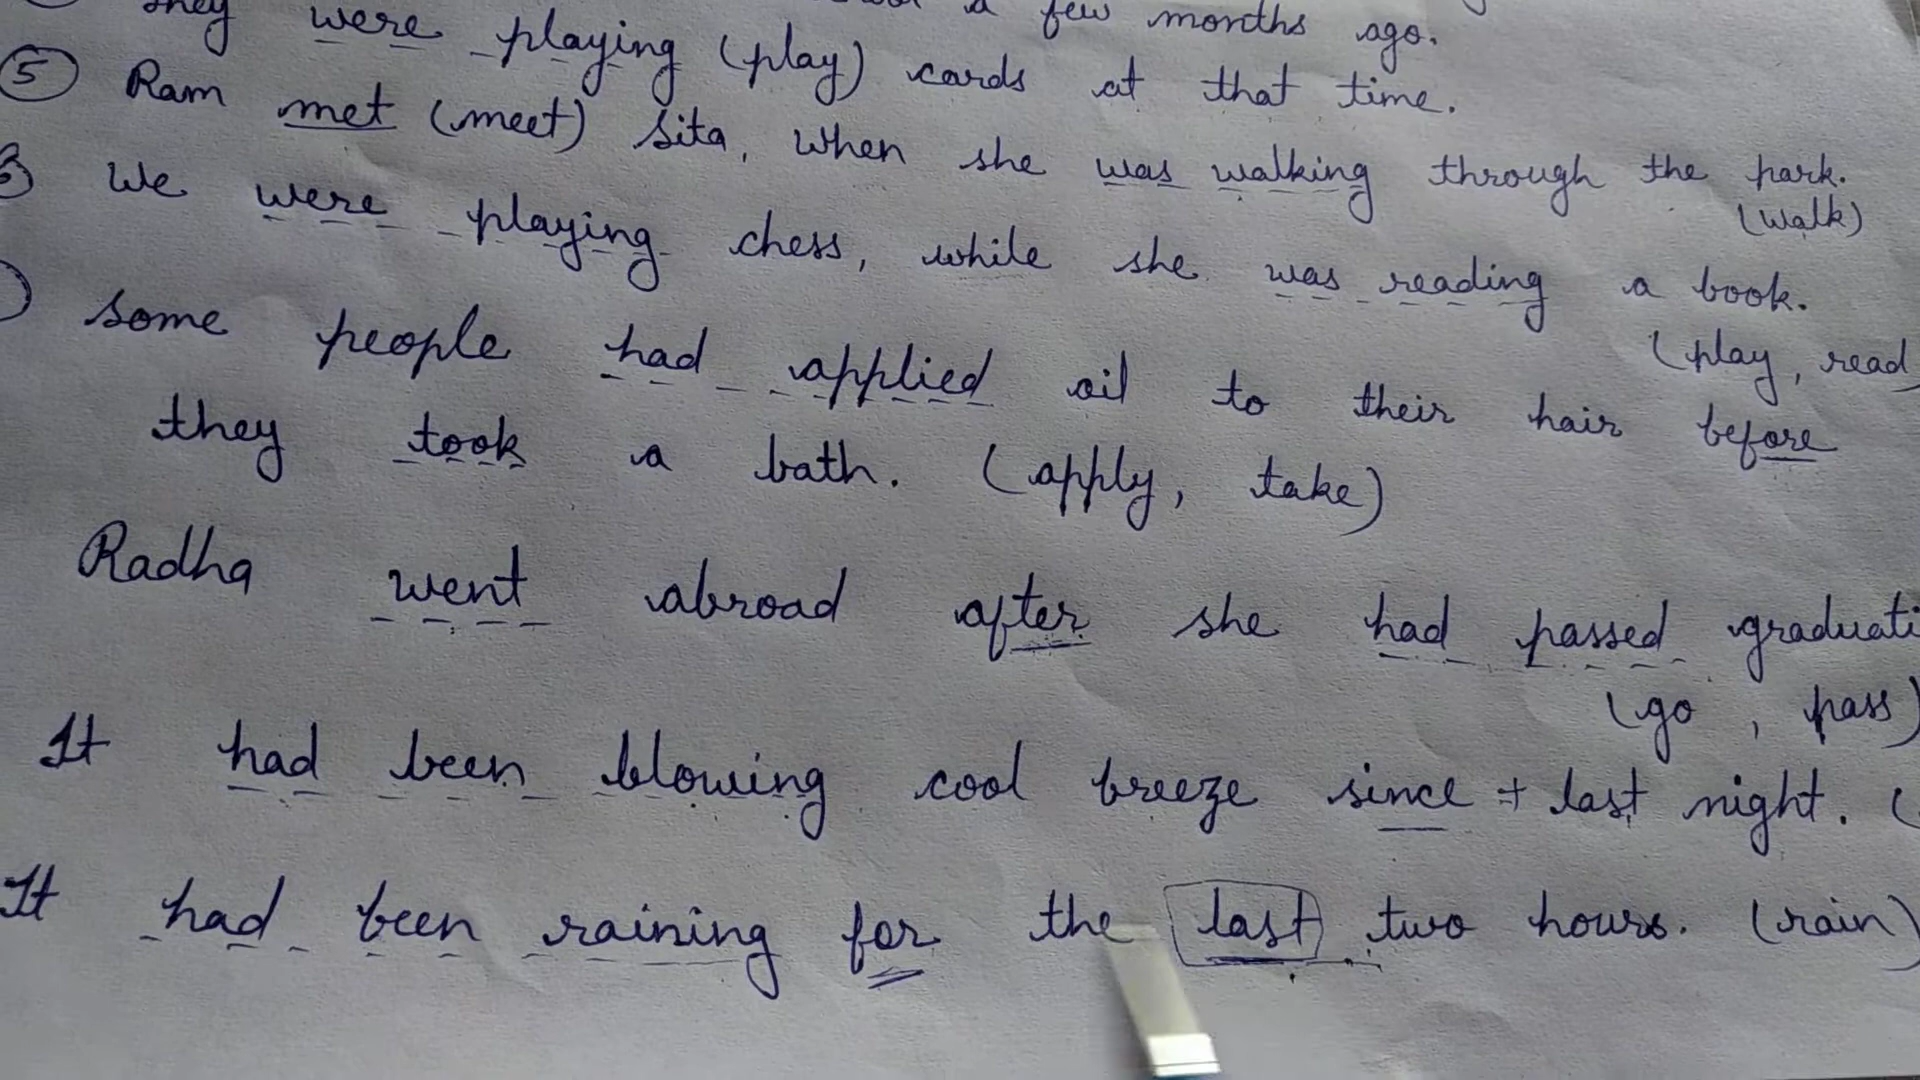 a few months ago.
They were playing (play) cards at that time.
⑤ Ram met (meet) Sita, when she was walking through the park.
(walk)
We were playing chess, while she was reading a book.
(play, read
Some people had applied oil to their hair before
they took a bath. (apply, take)
Radha went abroad after she had passed graduati
(go, pass)
It had been blowing cool breeze since last night. (
It had been raining for the last two hours. (rain)